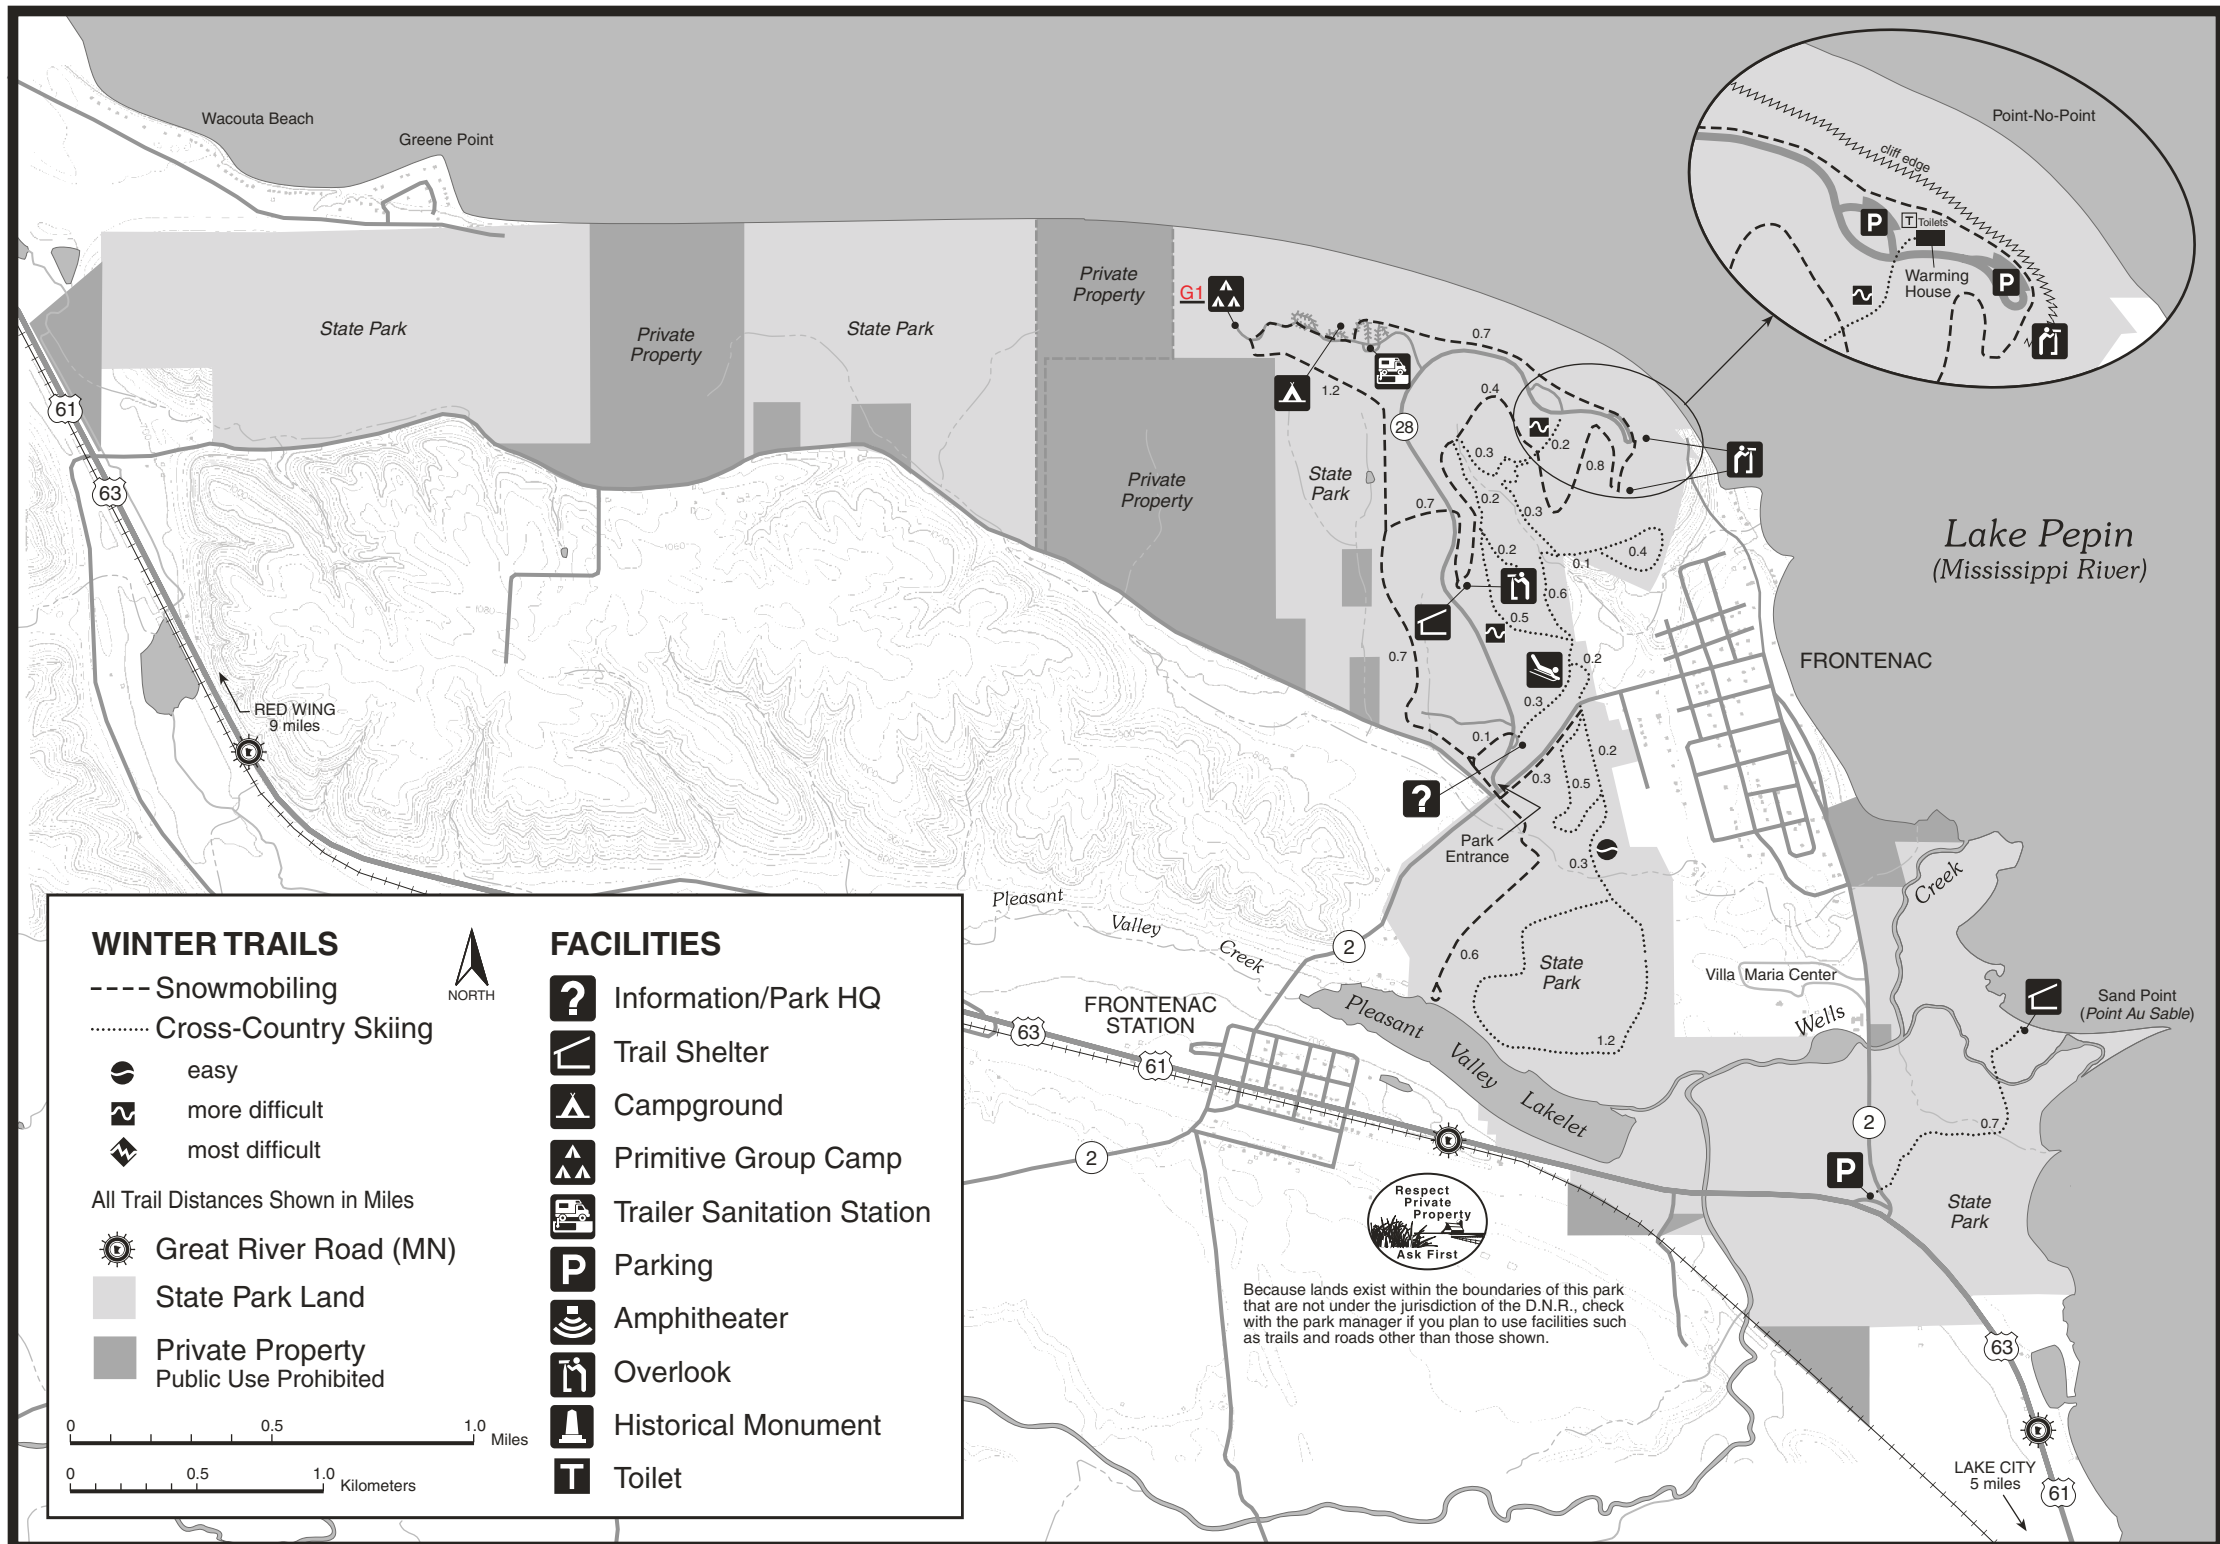 Wacouta Beach
Greene Point
Point-No-Point
cliff edge
P
T Toilets
Warming
House
P
State Park
Private
Property
State Park
Private
Property
G1
0.7
1.2
0.4
28
0.2
0.3
0.8
State
Park
Private
Property
0.2
0.7
0.3
0.2
0.4
0.1
0.6
0.5
0.7
0.2
0.3
0.1
0.2
0.3
0.5
?
Park
Entrance
0.3
0.6
State
Park
1.2
Lake Pepin
(Mississippi River)
FRONTENAC
61
63
RED WING
9 miles
1060
1080
Pleasant
Valley
Creek
2
FRONTENAC
STATION
63
61
2
Pleasant
Valley
Lakelet
Creek
Villa Maria Center
Wells
Sand Point
(Point Au Sable)
2
0.7
P
State
Park
63
LAKE CITY
5 miles
61
Respect
Private
Property
Ask First
Because lands exist within the boundaries of this park
that are not under the jurisdiction of the D.N.R., check
with the park manager if you plan to use facilities such
as trails and roads other than those shown.
WINTER TRAILS
Snowmobiling
Cross-Country Skiing
easy
more difficult
most difficult
All Trail Distances Shown in Miles
Great River Road (MN)
State Park Land
Private Property
Public Use Prohibited
0 0.5 1.0 Miles
0 0.5 1.0 Kilometers
NORTH
FACILITIES
? Information/Park HQ
Trail Shelter
Campground
Primitive Group Camp
Trailer Sanitation Station
P Parking
Amphitheater
Overlook
Historical Monument
T Toilet